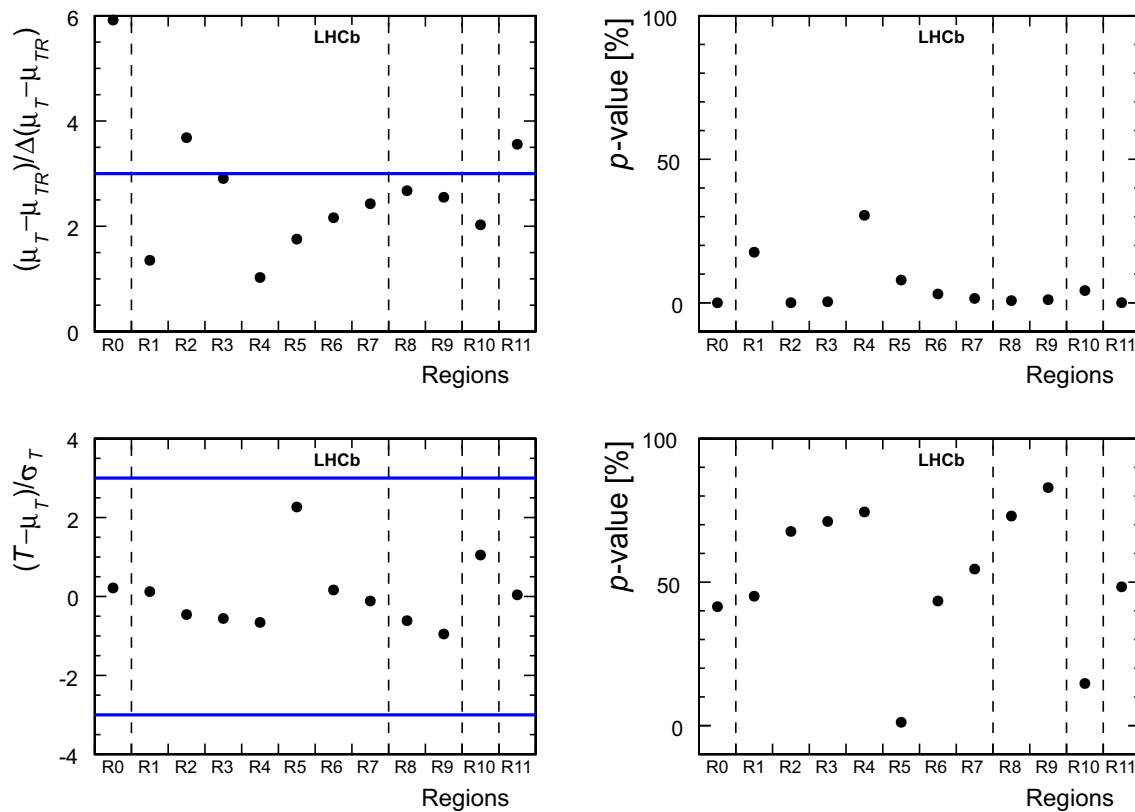 (μT−μTR)/Δ(μT−μTR)
6
4
2
0
LHCb
R0 R1 R2 R3 R4 R5 R6 R7 R8 R9 R10 R11
Regions
p-value [%]
100
50
0
LHCb
R0 R1 R2 R3 R4 R5 R6 R7 R8 R9 R10 R11
Regions
(T−μT)/σT
4
2
0
-2
-4
LHCb
R0 R1 R2 R3 R4 R5 R6 R7 R8 R9 R10 R11
Regions
p-value [%]
100
50
0
LHCb
R0 R1 R2 R3 R4 R5 R6 R7 R8 R9 R10 R11
Regions